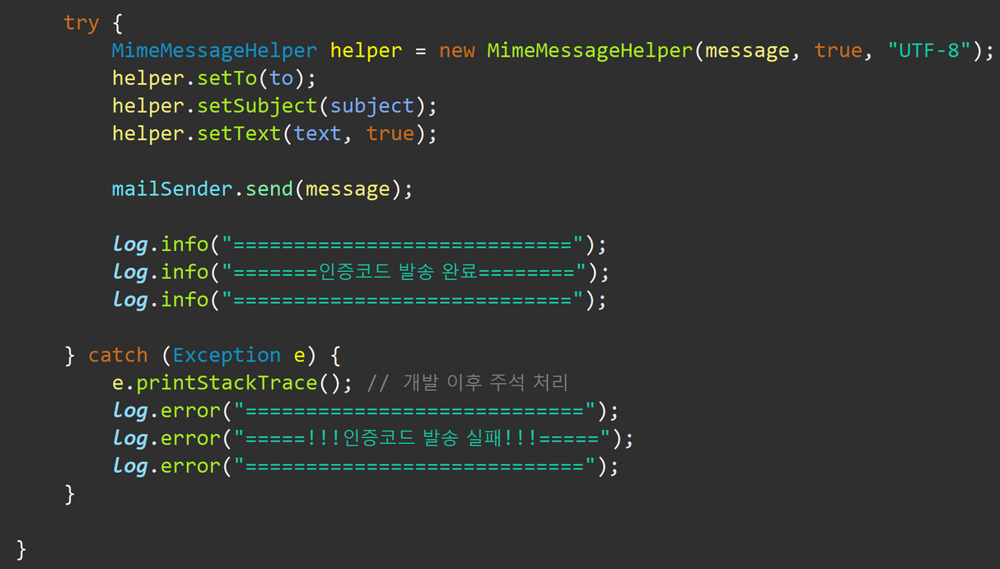 try {
MimeMessageHelper helper = new MimeMessageHelper(message, true, "UTF-8");
helper.setTo(to);
helper.setSubject(subject);
helper.setText(text, true);
mailSender.send(message);
log.info("============================");
log.info("=======인증코드 발송 완료========");
log.info("============================");
} catch (Exception e) {
e.printStackTrace(); // 개발 이후 주석 처리
log.error("============================");
log.error("=====!!!인증코드 발송 실패!!!=====");
log.error("============================");
}
}